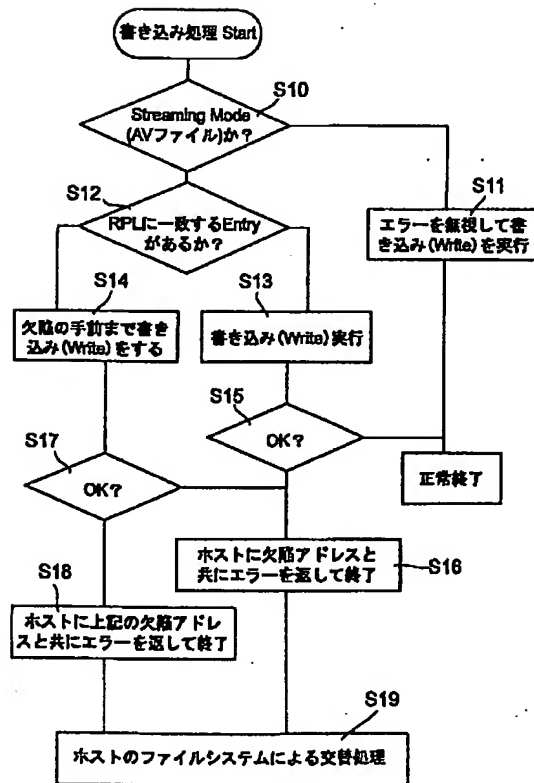 書き込み処理 Start
S10
Streaming Mode
(AVファイル)か？
S12
RPLに一致するEntry
があるか？
S11
エラーを無視して書
き込み(Write)を実行
S14
欠陥の手前まで書き
込み(Write)をする
S13
書き込み(Write)実行
S15
OK？
S17
OK？
正常終了
ホストに欠陥アドレスと
共にエラーを返して終了
S16
S18
ホストに上記の欠陥アドレ
スと共にエラーを返して終了
S19
ホストのファイルシステムによる交替処理